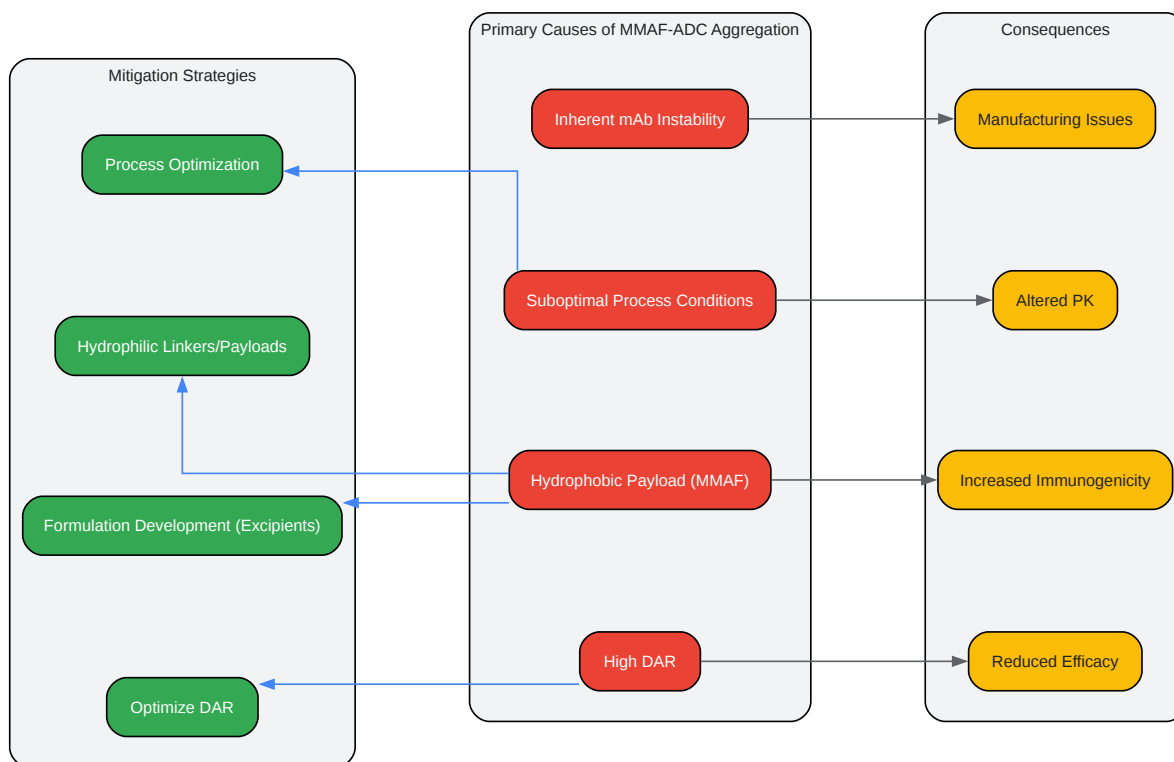 Mitigation Strategies
Process Optimization
Hydrophilic Linkers/Payloads
Formulation Development (Excipients)
Optimize DAR
Primary Causes of MMAF-ADC Aggregation
Inherent mAb Instability
Suboptimal Process Conditions
Hydrophobic Payload (MMAF)
High DAR
Consequences
Manufacturing Issues
Altered PK
Increased Immunogenicity
Reduced Efficacy